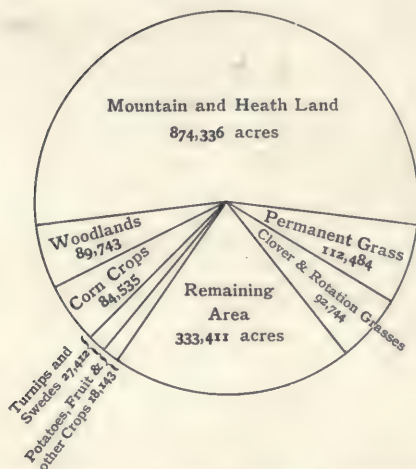 Mountain and Heath Land
874,336 acres
Woodlands
89,743
Corn Crops
84,535
Turnips and
Swedes 27,412
Potatoes, Fruit &
other Crops 18,143
Remaining
Area
333,411 acres
Clover & Rotation Grasses
92,744
Permanent Grass
112,484